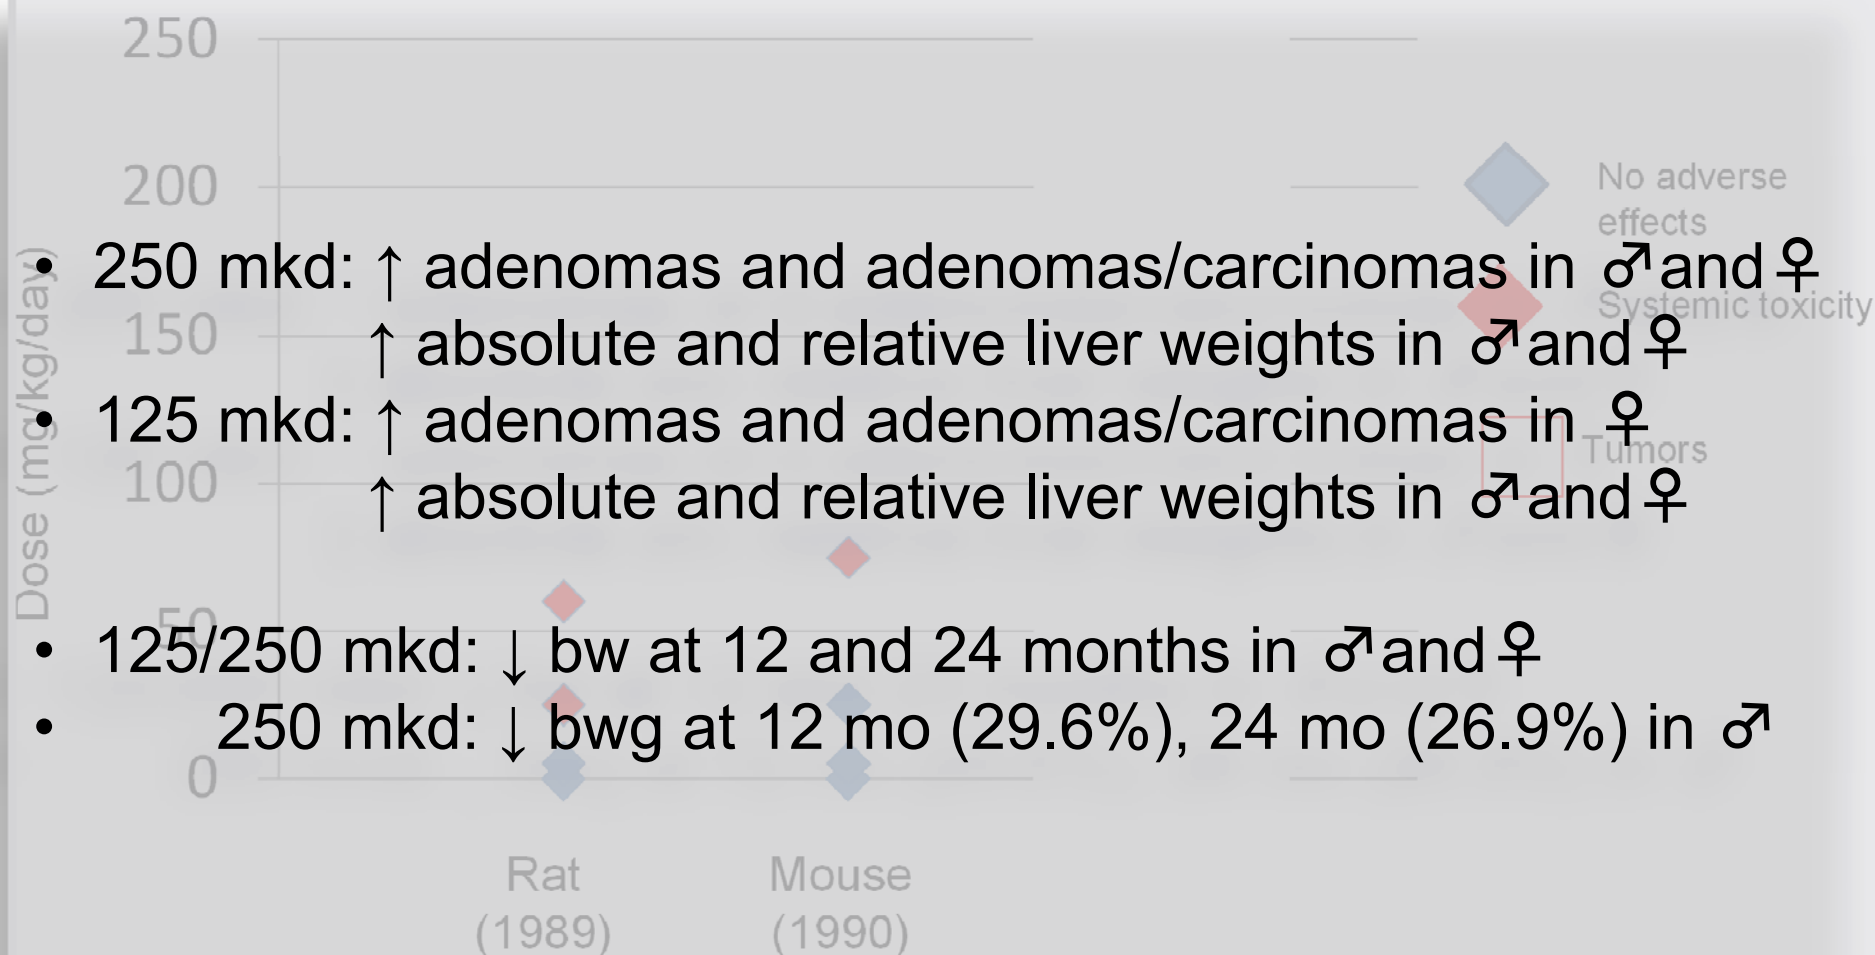 250
200
No adverse
effects
• 250 mkd: ↑ adenomas and adenomas/carcinomas in ♂and♀
Systemic toxicity
150
↑ absolute and relative liver weights in ♂and♀
• 125 mkd: ↑ adenomas and adenomas/carcinomas in ♀
Tumors
100
↑ absolute and relative liver weights in ♂and♀
Dose (mg/kg/day)
50
• 125/250 mkd: ↓ bw at 12 and 24 months in ♂and♀
• 250 mkd: ↓ bwg at 12 mo (29.6%), 24 mo (26.9%) in ♂
0
Rat
(1989)
Mouse
(1990)